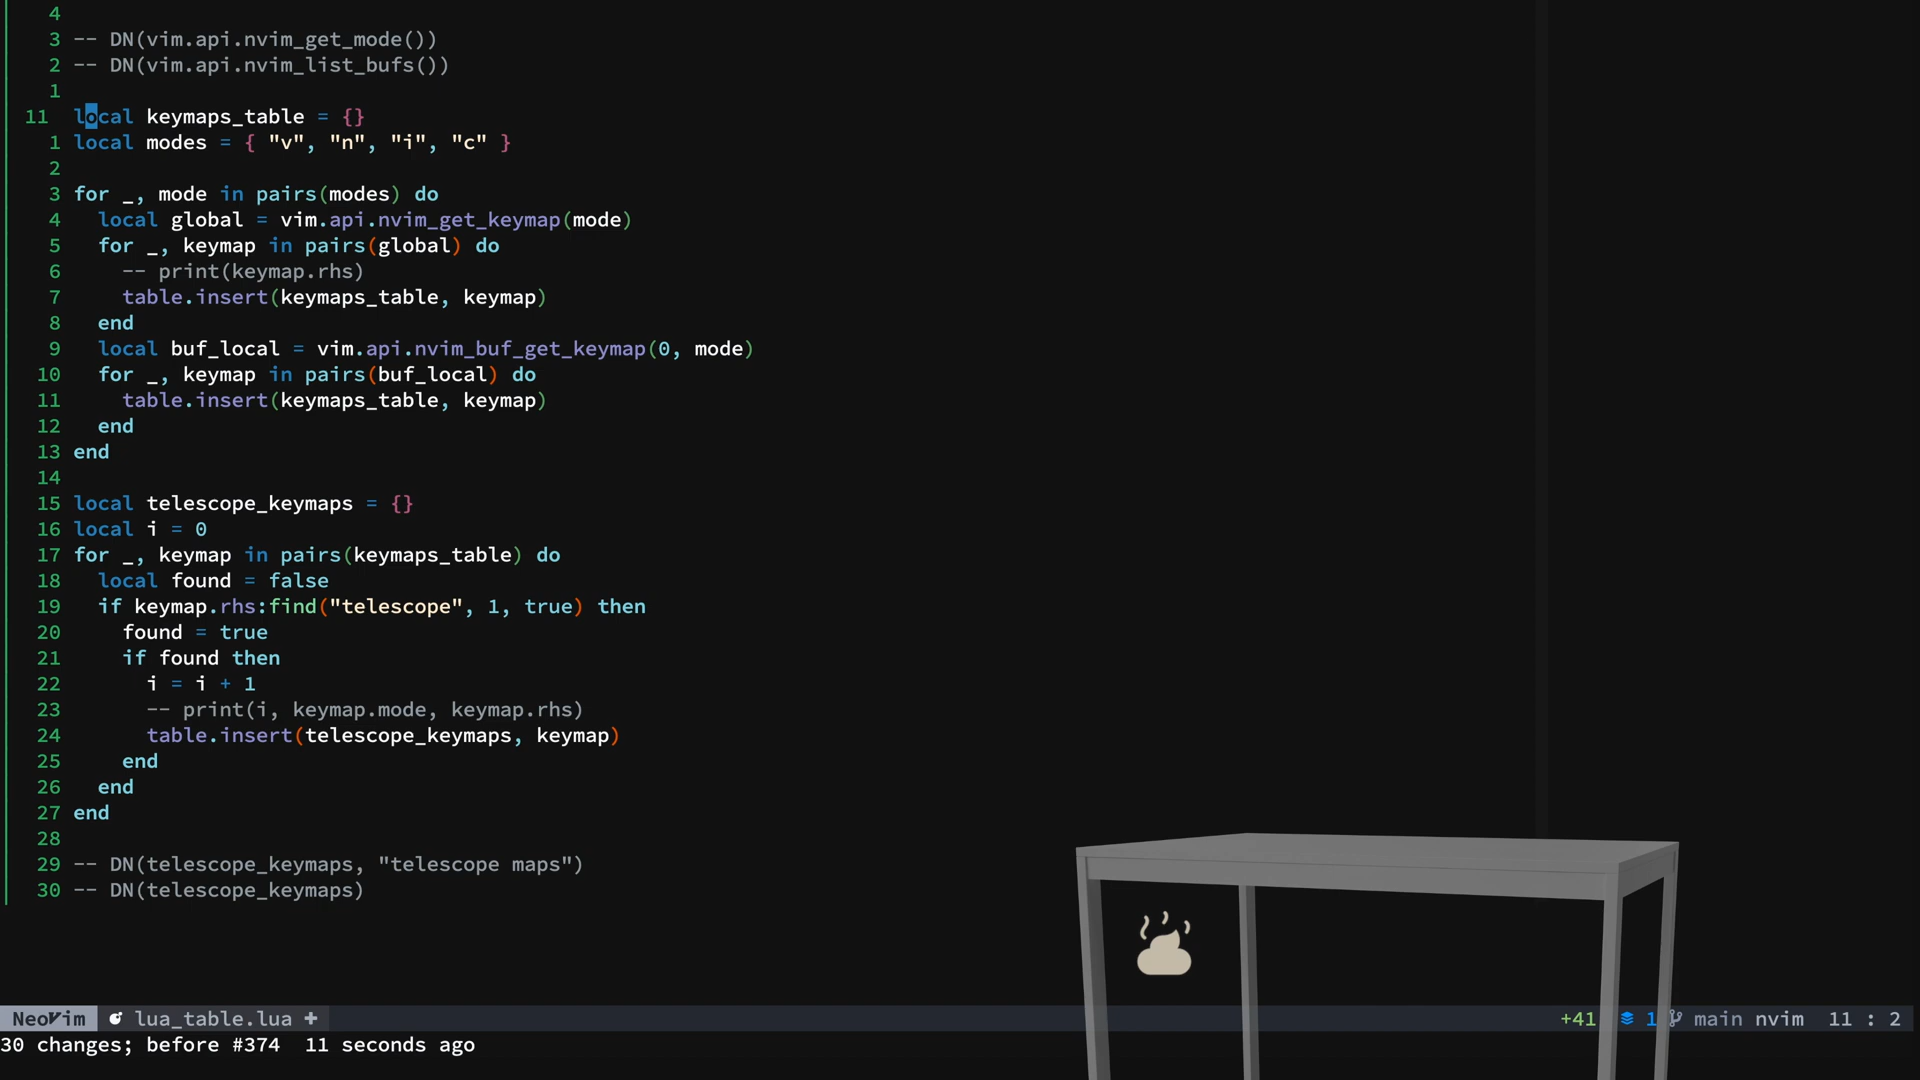 4
3 -- DN(vim.api.nvim_get_mode())
2 -- DN(vim.api.nvim_list_bufs())
1
11 local keymaps_table = {}
1 local modes = { "v", "n", "i", "c" }
2
3 for _, mode in pairs(modes) do
4 local global = vim.api.nvim_get_keymap(mode)
5 for _, keymap in pairs(global) do
6 -- print(keymap.rhs)
7 table.insert(keymaps_table, keymap)
8 end
9 local buf_local = vim.api.nvim_buf_get_keymap(0, mode)
10 for _, keymap in pairs(buf_local) do
11 table.insert(keymaps_table, keymap)
12 end
13 end
14
15 local telescope_keymaps = {}
16 local i = 0
17 for _, keymap in pairs(keymaps_table) do
18 local found = false
19 if keymap.rhs:find("telescope", 1, true) then
20 found = true
21 if found then
22 i = i + 1
23 -- print(i, keymap.mode, keymap.rhs)
24 table.insert(telescope_keymaps, keymap)
25 end
26 end
27 end
28
29 -- DN(telescope_keymaps, "telescope maps")
30 -- DN(telescope_keymaps)
NeoVim lua_table.lua + +41 1 main nvim 11 : 2
30 changes; before #374 11 seconds ago